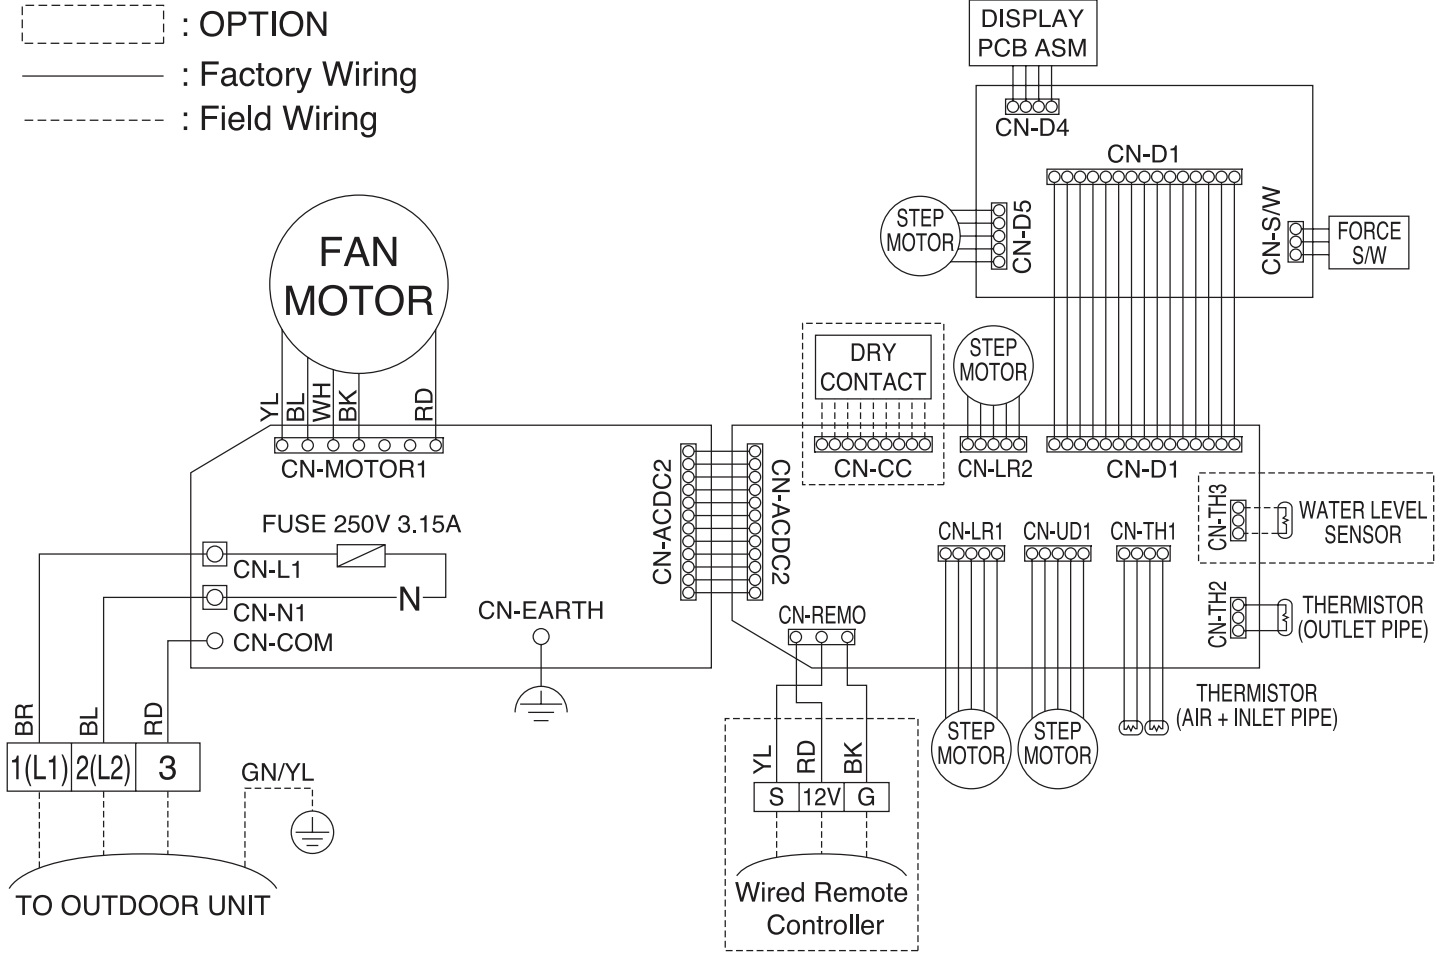 : OPTION
: Factory Wiring
: Field Wiring
DISPLAY
PCB ASM
CN-D4
CN-D1
STEP
MOTOR
CN-D5
CN-S/W
FORCE
S/W
FAN
MOTOR
YL
BL
WH
BK
RD
CN-MOTOR1
DRY
CONTACT
CN-CC
STEP
MOTOR
CN-LR2
CN-D1
FUSE 250V 3.15A
CN-L1
N
CN-N1
CN-COM
CN-EARTH
CN-ACDC2
CN-ACDC2
CN-LR1
CN-UD1
CN-TH1
CN-TH3
WATER LEVEL
SENSOR
CN-TH2
THERMISTOR
(OUTLET PIPE)
CN-REMO
THERMISTOR
(AIR + INLET PIPE)
STEP
MOTOR
STEP
MOTOR
BR
BL
RD
1(L1)
2(L2)
3
GN/YL
TO OUTDOOR UNIT
YL
RD
BK
S
12V
G
Wired Remote
Controller